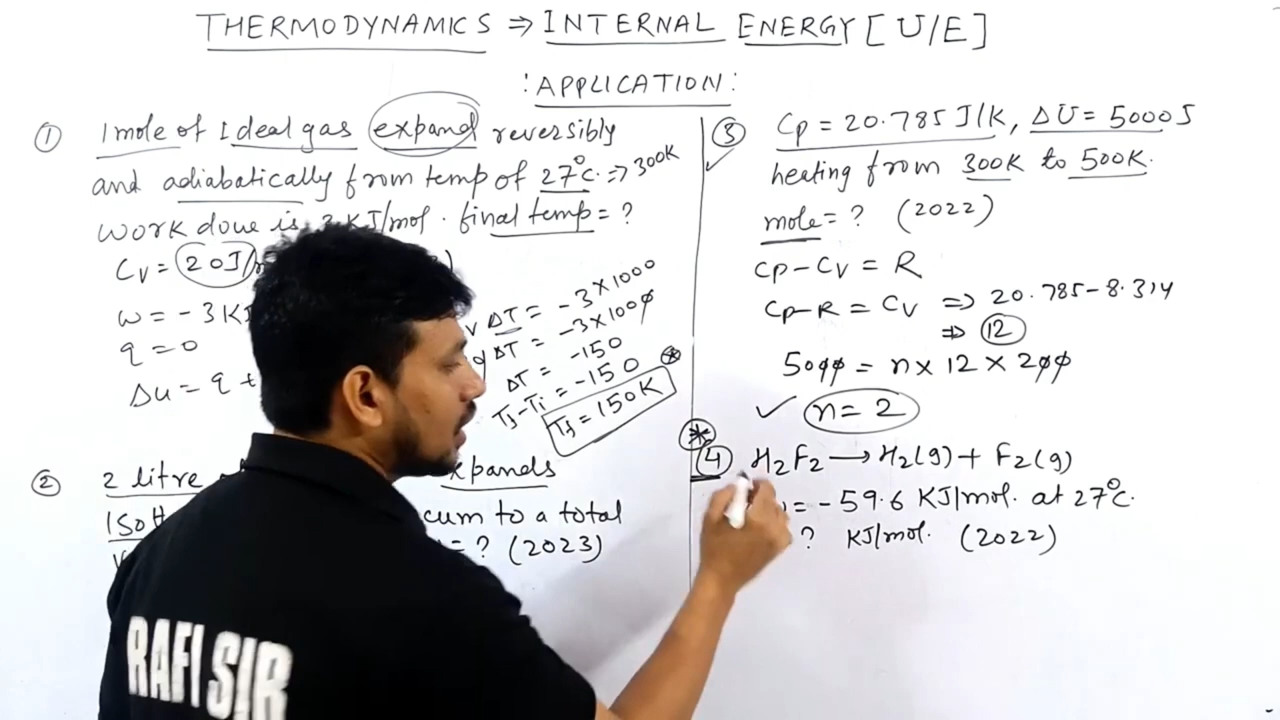 THERMODYNAMICS ⇒ INTERNAL ENERGY [U/E]
: APPLICATION :
① 1 mole of Ideal gas expand reversibly
and adiabatically from temp of 27°C. ⇒ 300K
work done is 3 KJ/mol. final temp = ?
Cv = 20J/
w = -3K
q = 0
Δu = q +
ΔT = -3×1000
ΔT = -3×1000
ΔT = -150
Tf-Ti = -150
Tf = 150K
② 2 litre expands
cum to a total
= ? (2023)
③ Cp = 20.785 J/K, ΔU = 5000J
heating from 300K to 500K.
mole = ? (2022)
Cp - Cv = R
Cp - R = Cv ⇒ 20.785 - 8.314
⇒ 12
5000 = n × 12 × 200
✓ n = 2
* ④ H2F2 → H2(g) + F2(g)
= -59.6 KJ/mol. at 27°C.
? KJ/mol. (2022)
RAFI SIR